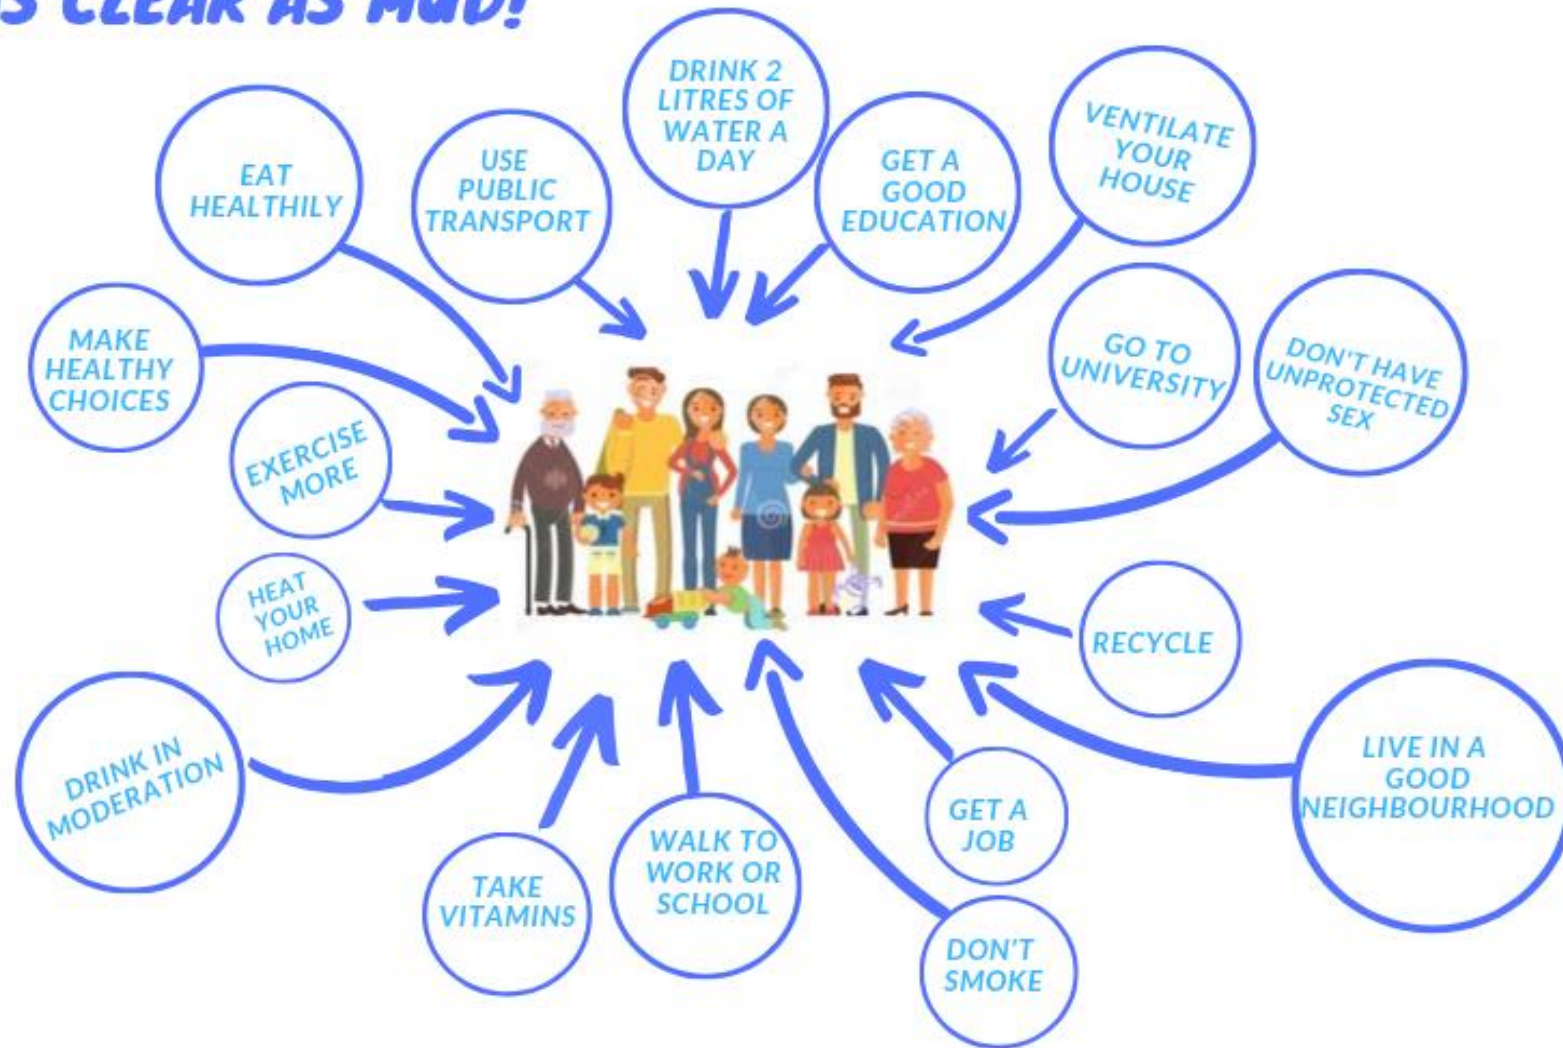 IS CLEAR AS MUD!
DRINK 2
LITRES OF
WATER A
DAY
VENTILATE
YOUR
HOUSE
EAT
HEALTHILY
USE
PUBLIC
TRANSPORT
GET A
GOOD
EDUCATION
MAKE
HEALTHY
CHOICES
GO TO
UNIVERSITY
DON'T HAVE
UNPROTECTED
SEX
EXERCISE
MORE
HEAT
YOUR
HOME
RECYCLE
DRINK IN
MODERATION
LIVE IN A
GOOD
NEIGHBOURHOOD
GET A
JOB
WALK TO
WORK OR
SCHOOL
TAKE
VITAMINS
DON'T
SMOKE